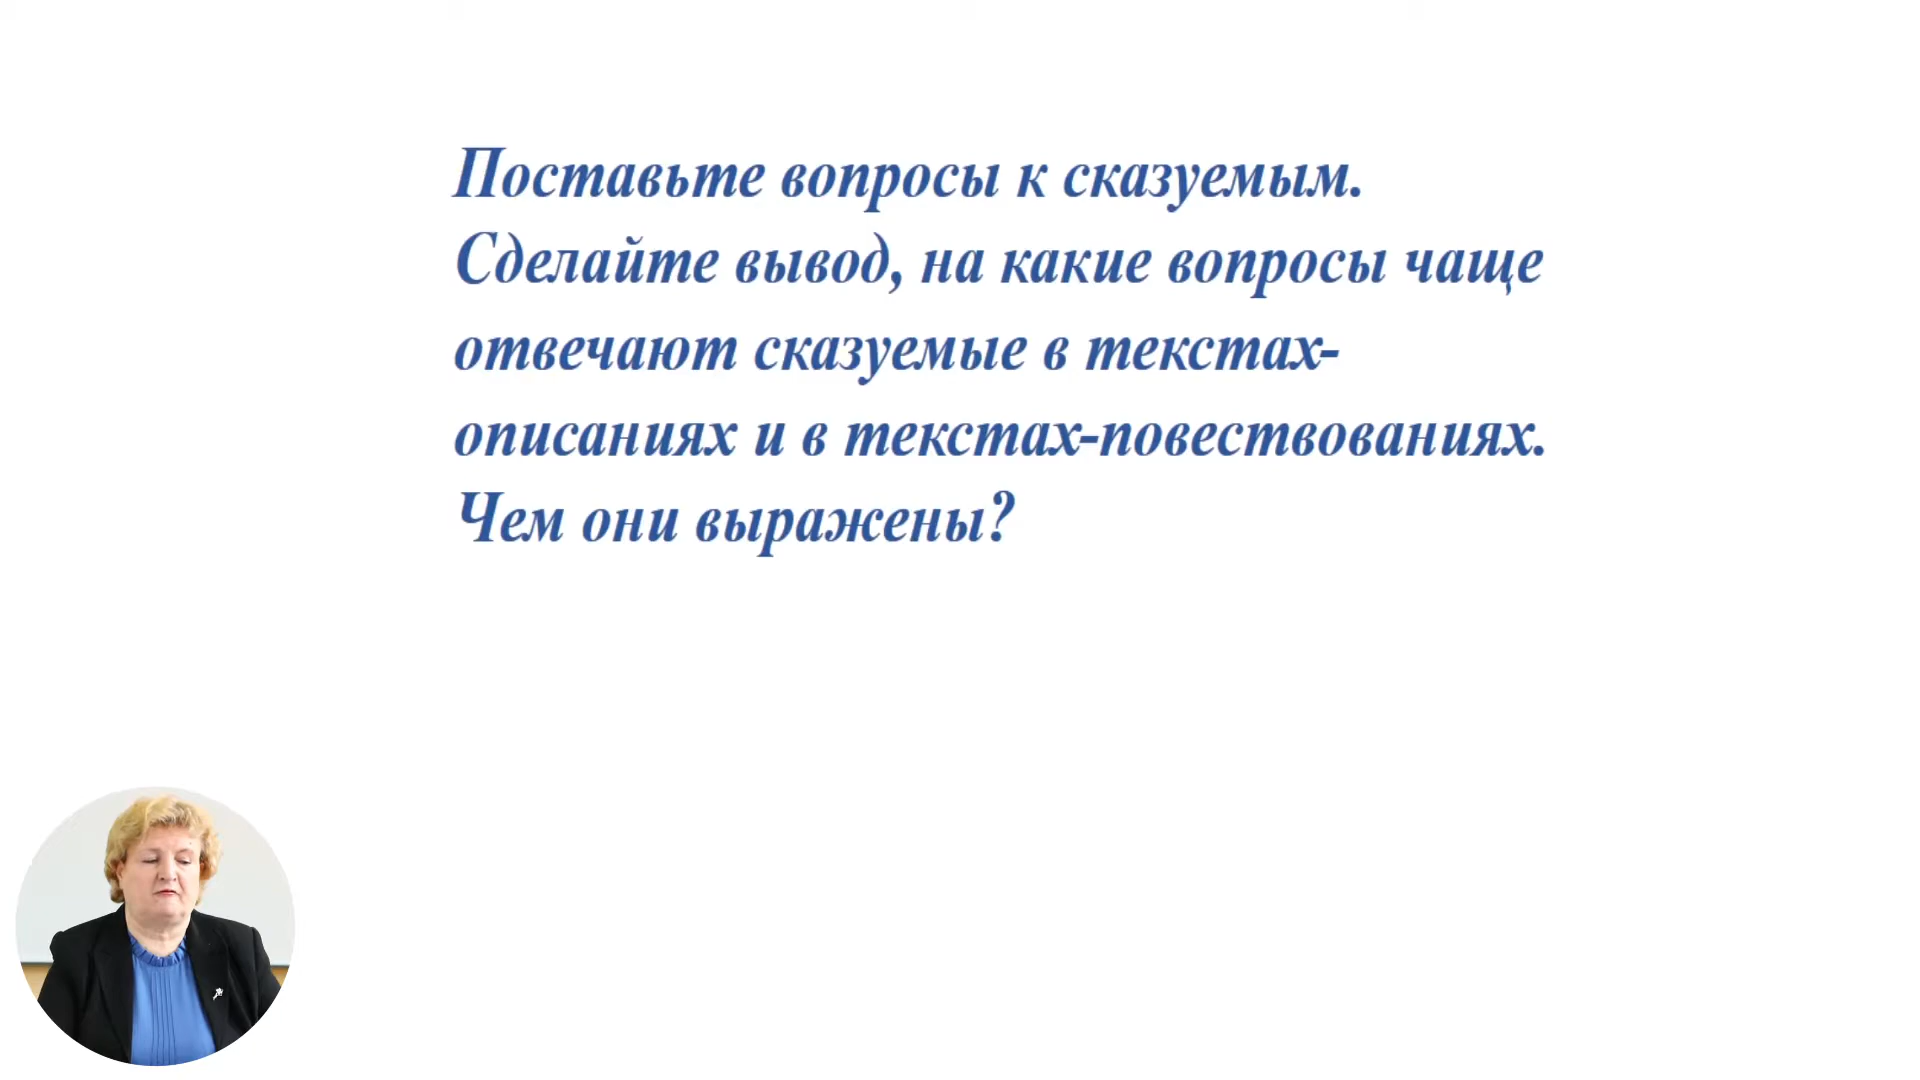 Поставьте вопросы к сказуемым.
Сделайте вывод, на какие вопросы чаще
отвечают сказуемые в текстах-
описаниях и в текстах-повествованиях.
Чем они выражены?